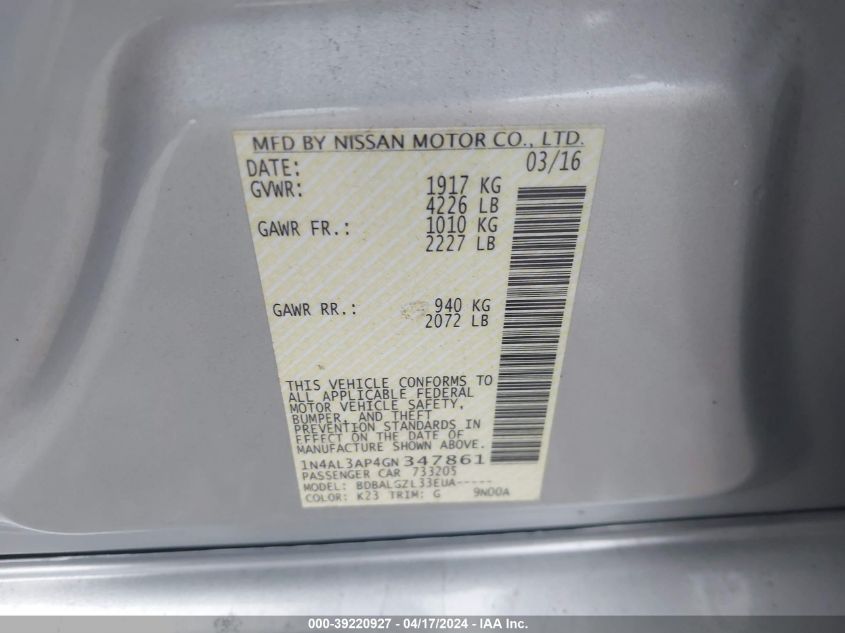 MFD BY NISSAN MOTOR CO., LTD.
DATE: 03/16
GVWR: 1917 KG
4226 LB
GAWR FR.: 1010 KG
2227 LB
GAWR RR.: 940 KG
2072 LB
THIS VEHICLE CONFORMS TO
ALL APPLICABLE FEDERAL
MOTOR VEHICLE SAFETY,
BUMPER, AND THEFT
PREVENTION STANDARDS IN
EFFECT ON THE DATE OF
MANUFACTURE SHOWN ABOVE.
1N4AL3AP4GN347861
PASSENGER CAR 733205
MODEL: BDBALGZL33EUA-----
COLOR: K23 TRIM: G 9N00A
000-39220927 - 04/17/2024 - IAA Inc.